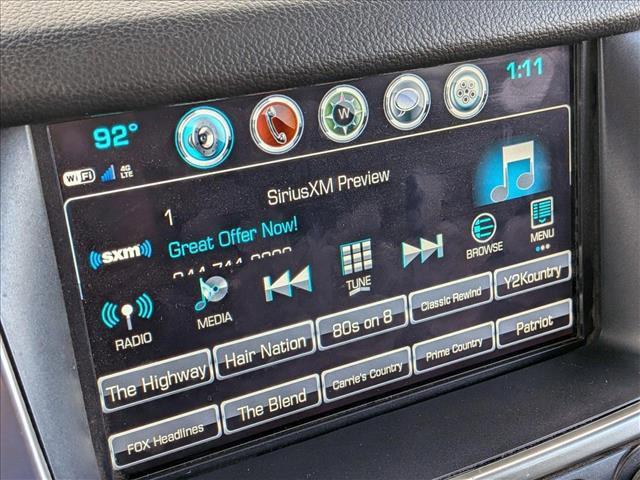 92°
W
1:11
WiFi
4G
LTE
SiriusXM Preview
1
((sxm))
Great Offer Now!
RADIO
MEDIA
TUNE
BROWSE
MENU
The Highway
Hair Nation
80s on 8
Classic Rewind
Y2Kountry
FOX Headlines
The Blend
Carrie's Country
Prime Country
Patriot